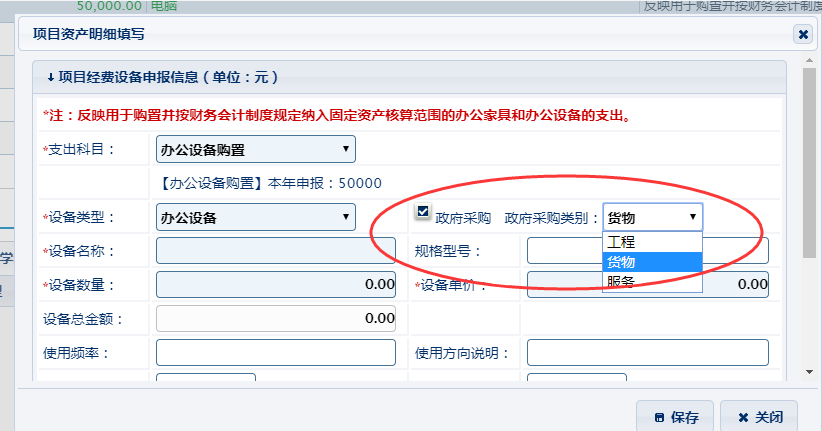 50,000.00 电脑 反映用于购置并按财务会计制度
项目资产明细填写
项目经费设备申报信息（单位：元）
*注：反映用于购置并按财务会计制度规定纳入固定资产核算范围的办公家具和办公设备的支出。
*支出科目： 办公设备购置
【办公设备购置】本年申报：50000
*设备类型： 办公设备 政府采购 政府采购类别： 货物
工程
*设备名称： 规格型号：
货物
学
服务
*设备数量： 0.00 *设备单价： 0.00
设备总金额： 0.00
使用频率： 使用方向说明：
保存 关闭